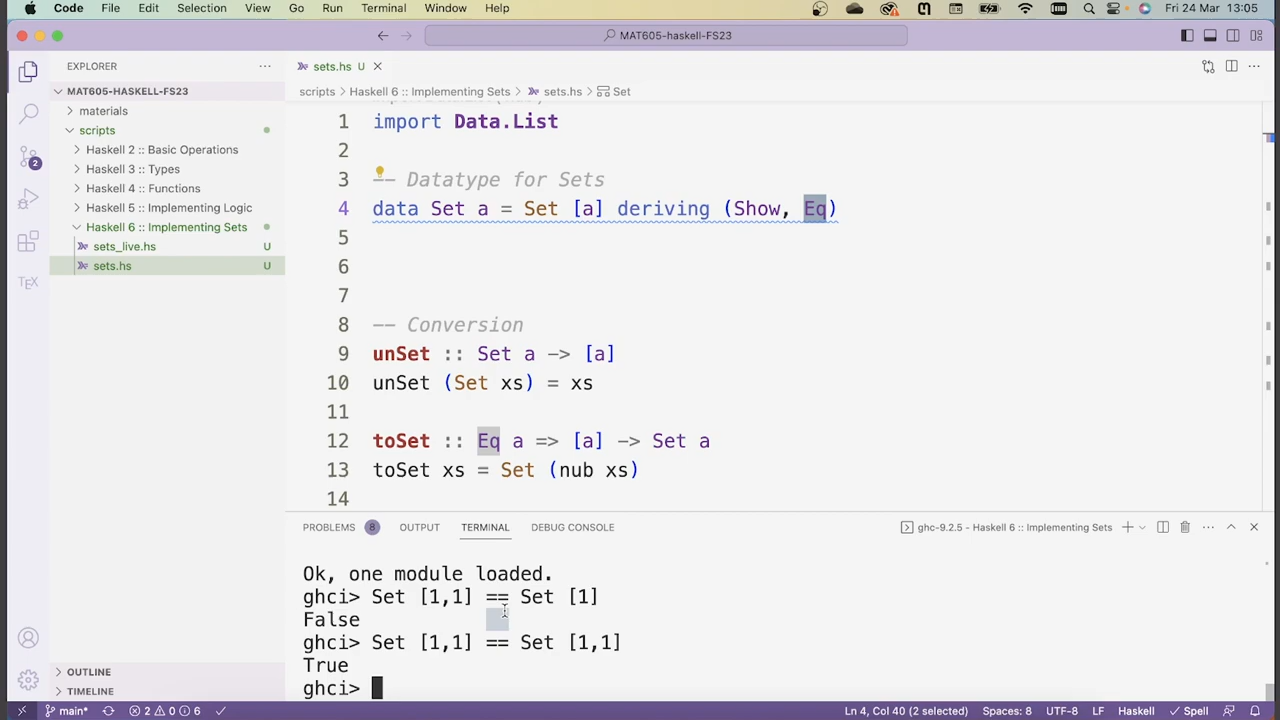 Code File Edit Selection View Go Run Terminal Window Help Fri 24 Mar 13:05
MAT605-haskell-FS23
EXPLORER
sets.hs U
MAT605-HASKELL-FS23
materials
scripts
Haskell 2 :: Basic Operations
Haskell 3 :: Types
Haskell 4 :: Functions
Haskell 5 :: Implementing Logic
Haskell 6 :: Implementing Sets
sets_live.hs U
sets.hs U
OUTLINE
TIMELINE
2
TEX
scripts > Haskell 6 :: Implementing Sets > sets.hs > Set
1 import Data.List
2
3 -- Datatype for Sets
4 data Set a = Set [a] deriving (Show, Eq)
5
6
7
8 -- Conversion
9 unSet :: Set a -> [a]
10 unSet (Set xs) = xs
11
12 toSet :: Eq a => [a] -> Set a
13 toSet xs = Set (nub xs)
14
PROBLEMS 8 OUTPUT TERMINAL DEBUG CONSOLE ghc-9.2.5 - Haskell 6 :: Implementing Sets
Ok, one module loaded.
ghci> Set [1,1] == Set [1]
False
ghci> Set [1,1] == Set [1,1]
True
ghci>
main* 2 0 6 Ln 4, Col 40 (2 selected) Spaces: 8 UTF-8 LF Haskell Spell